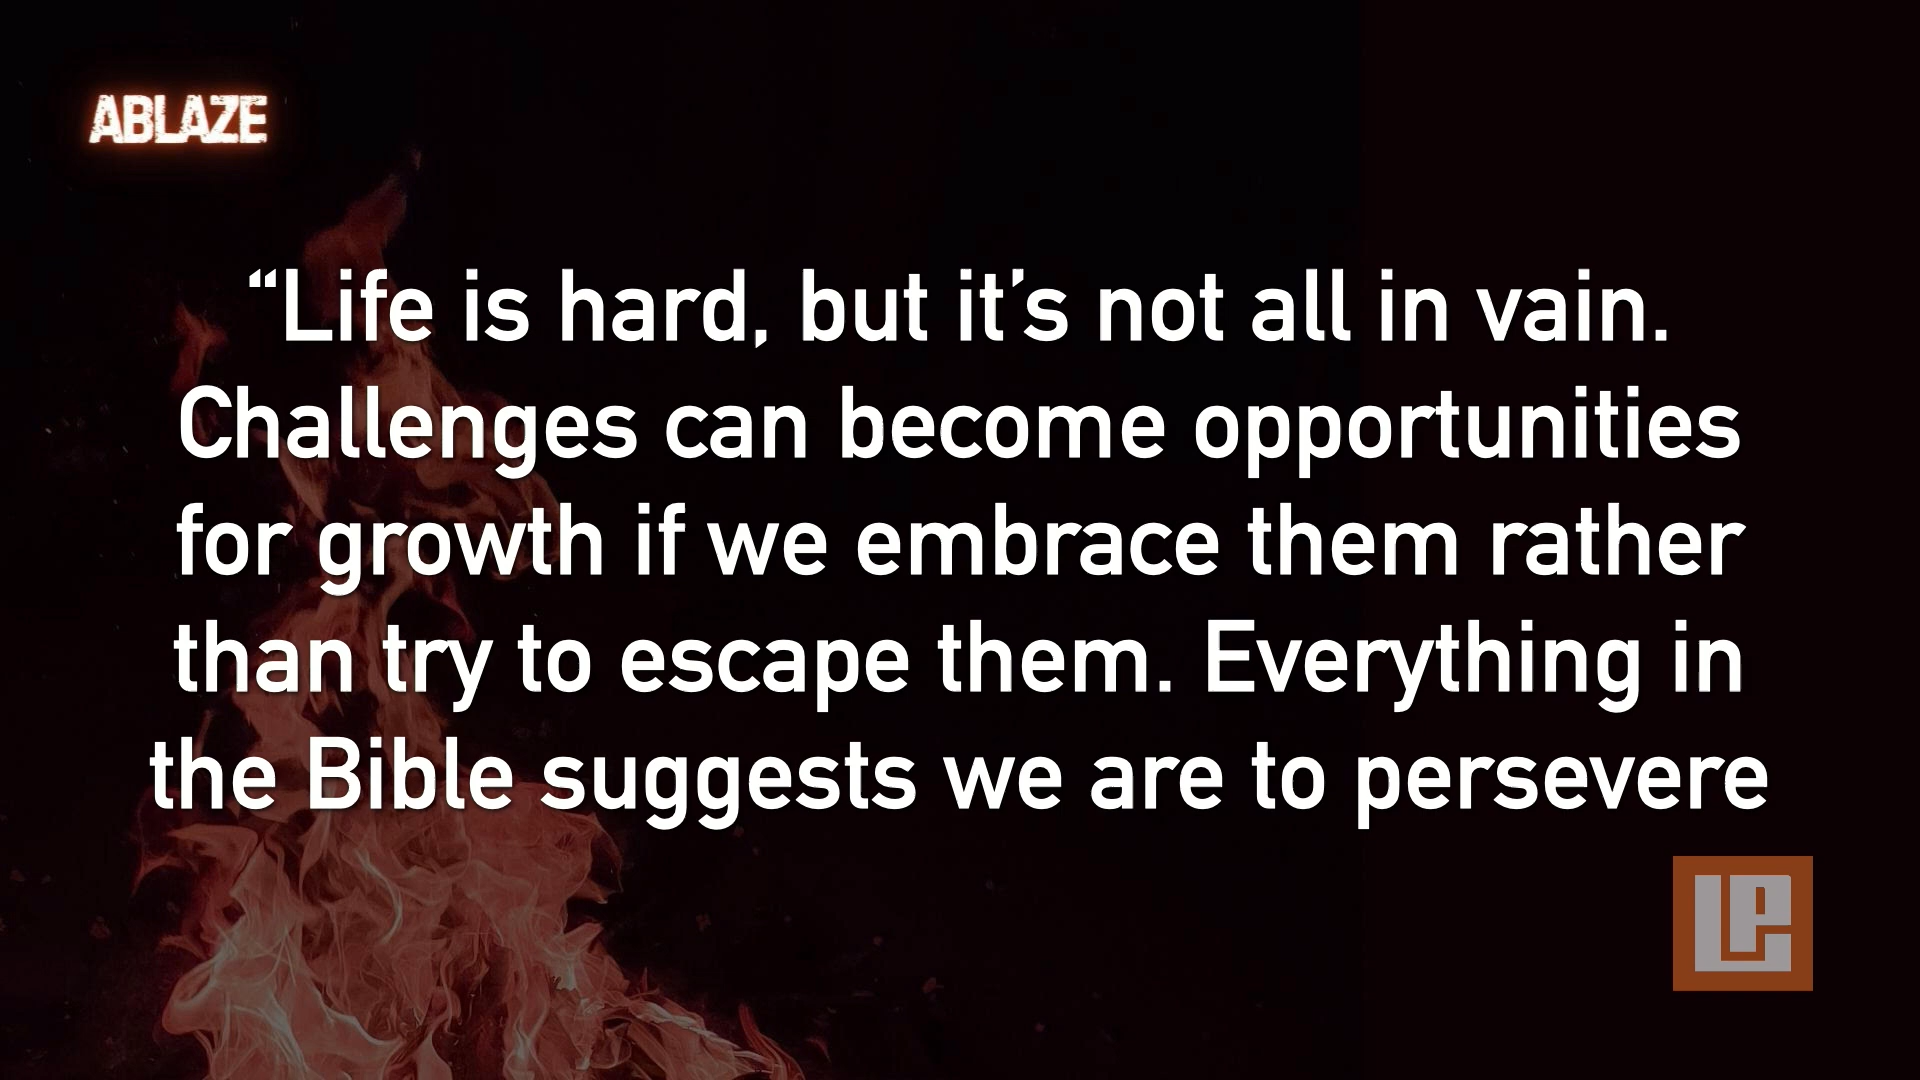 ABLAZE
“Life is hard, but it’s not all in vain.
Challenges can become opportunities
for growth if we embrace them rather
than try to escape them. Everything in
the Bible suggests we are to persevere
LP